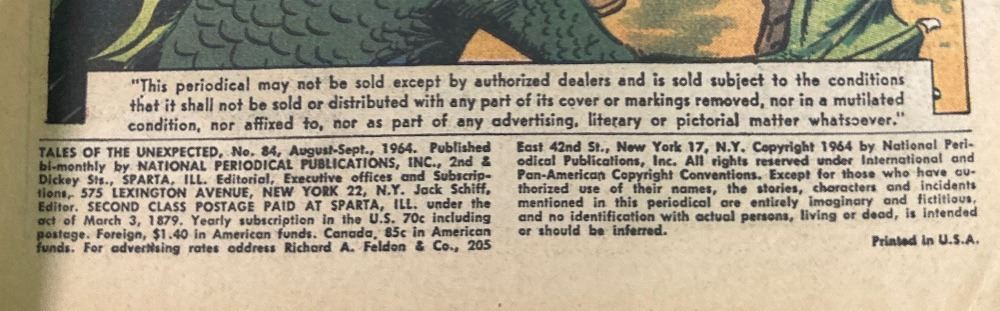 "This periodical may not be sold except by authorized dealers and is sold subject to the conditions
that it shall not be sold or distributed with any part of its cover or markings removed, nor in a mutilated
condition, nor affixed to, nor as part of any advertising, literary or pictorial matter whatsoever."
TALES OF THE UNEXPECTED, No. 84, August-Sept., 1964. Published
bi-monthly by NATIONAL PERIODICAL PUBLICATIONS, INC., 2nd &
Dickey Sts., SPARTA, ILL. Editorial, Executive offices and Subscrip-
tions, 575 LEXINGTON AVENUE, NEW YORK 22, N.Y. Jack Schiff,
Editor. SECOND CLASS POSTAGE PAID AT SPARTA, ILL. under the
act of March 3, 1879. Yearly subscription in the U.S. 70c including
postage. Foreign, $1.40 in American funds. Canada, 85c in American
funds. For advertising rates address Richard A. Feldon & Co., 205
East 42nd St., New York 17, N.Y. Copyright 1964 by National Peri-
odical Publications, Inc. All rights reserved under International and
Pan-American Copyright Conventions. Except for those who have au-
thorized use of their names, the stories, characters and incidents
mentioned in this periodical are entirely imaginary and fictitious,
and no identification with actual persons, living or dead, is intended
or should be inferred.
Printed in U.S.A.